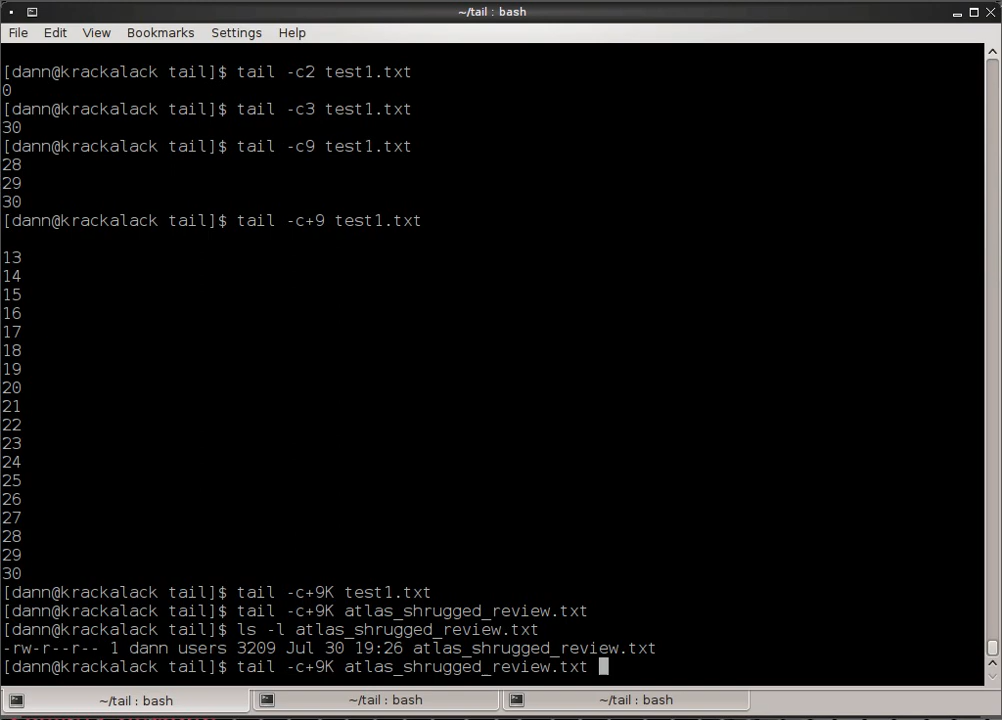 ~/tail : bash
File Edit View Bookmarks Settings Help
[dann@krackalack tail]$ tail -c2 test1.txt
0
[dann@krackalack tail]$ tail -c3 test1.txt
30
[dann@krackalack tail]$ tail -c9 test1.txt
28
29
30
[dann@krackalack tail]$ tail -c+9 test1.txt
13
14
15
16
17
18
19
20
21
22
23
24
25
26
27
28
29
30
[dann@krackalack tail]$ tail -c+9K test1.txt
[dann@krackalack tail]$ tail -c+9K atlas_shrugged_review.txt
[dann@krackalack tail]$ ls -l atlas_shrugged_review.txt
-rw-r--r-- 1 dann users 3209 Jul 30 19:26 atlas_shrugged_review.txt
[dann@krackalack tail]$ tail -c+9K atlas_shrugged_review.txt
~/tail : bash ~/tail : bash ~/tail : bash